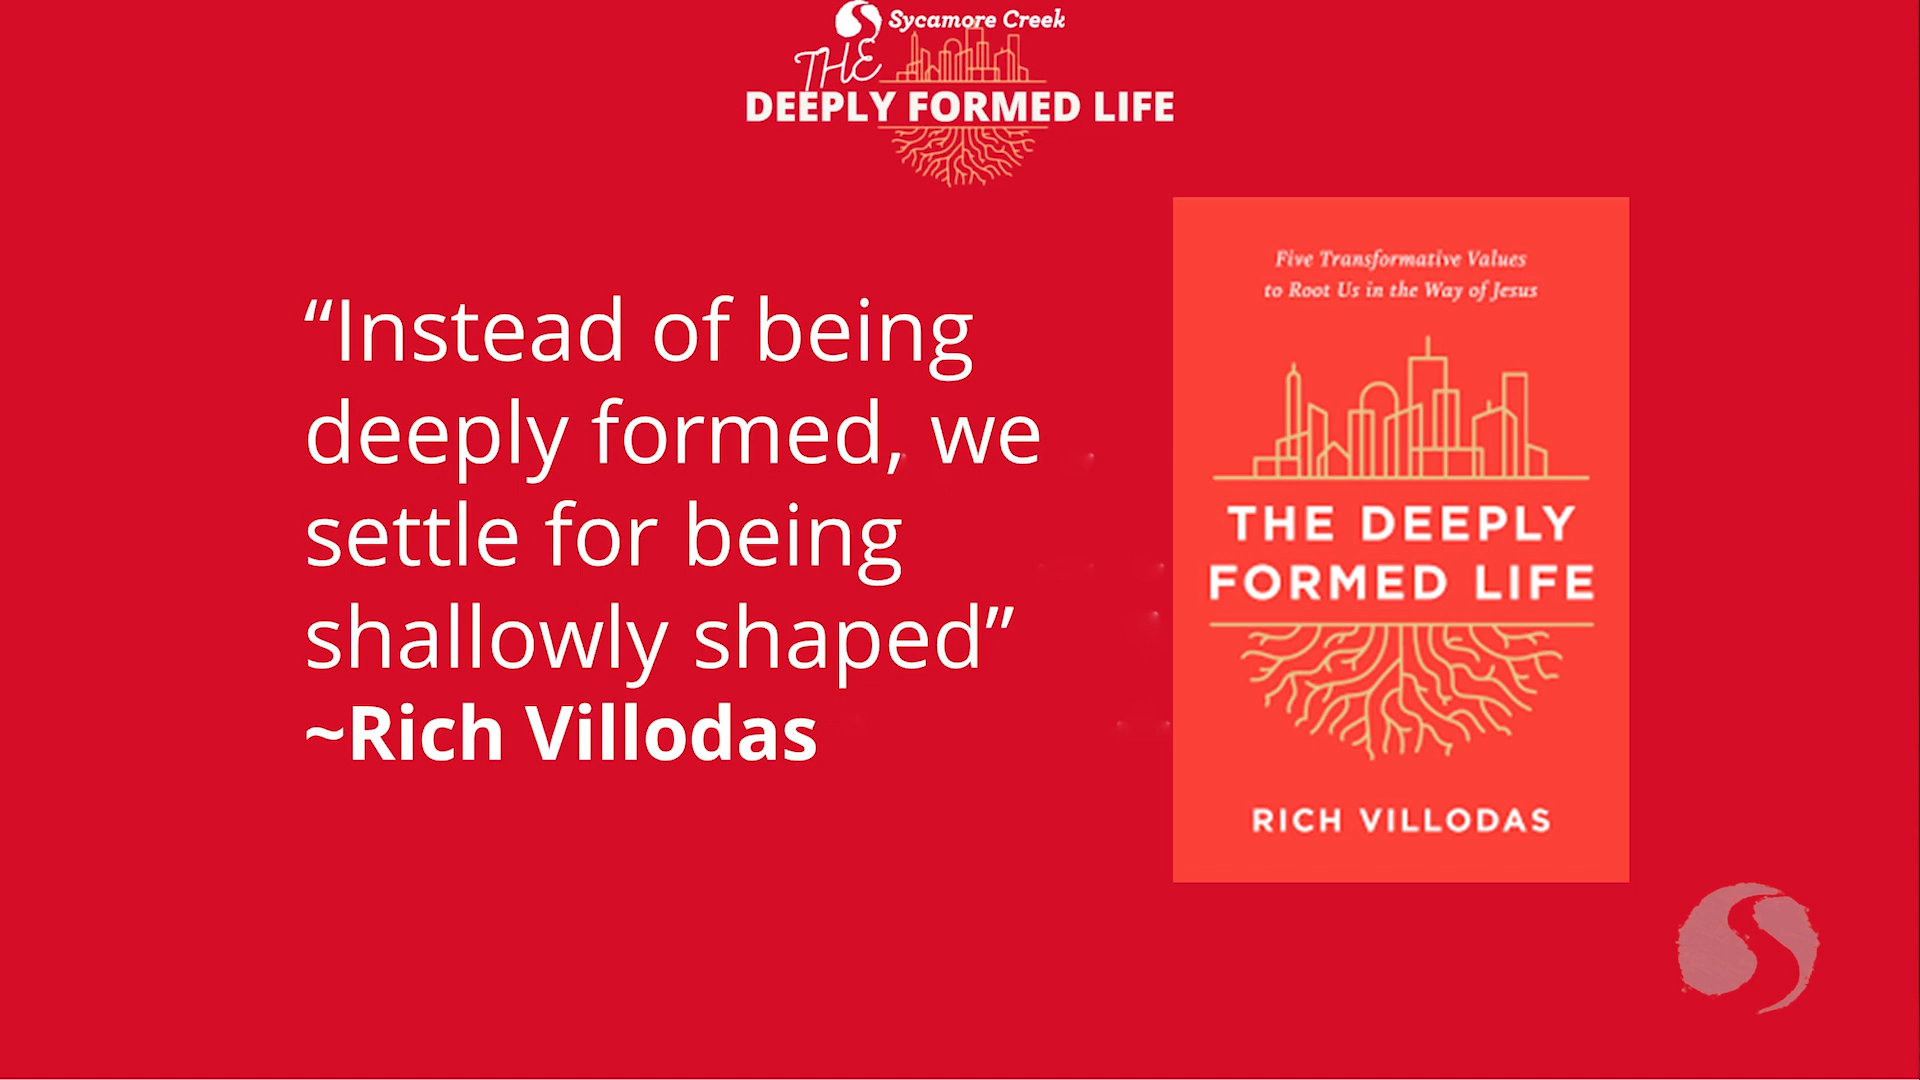 Sycamore Creek
THE
DEEPLY FORMED LIFE
“Instead of being
deeply formed, we
settle for being
shallowly shaped”
~Rich Villodas
Five Transformative Values
to Root Us in the Way of Jesus
THE DEEPLY
FORMED LIFE
RICH VILLODAS